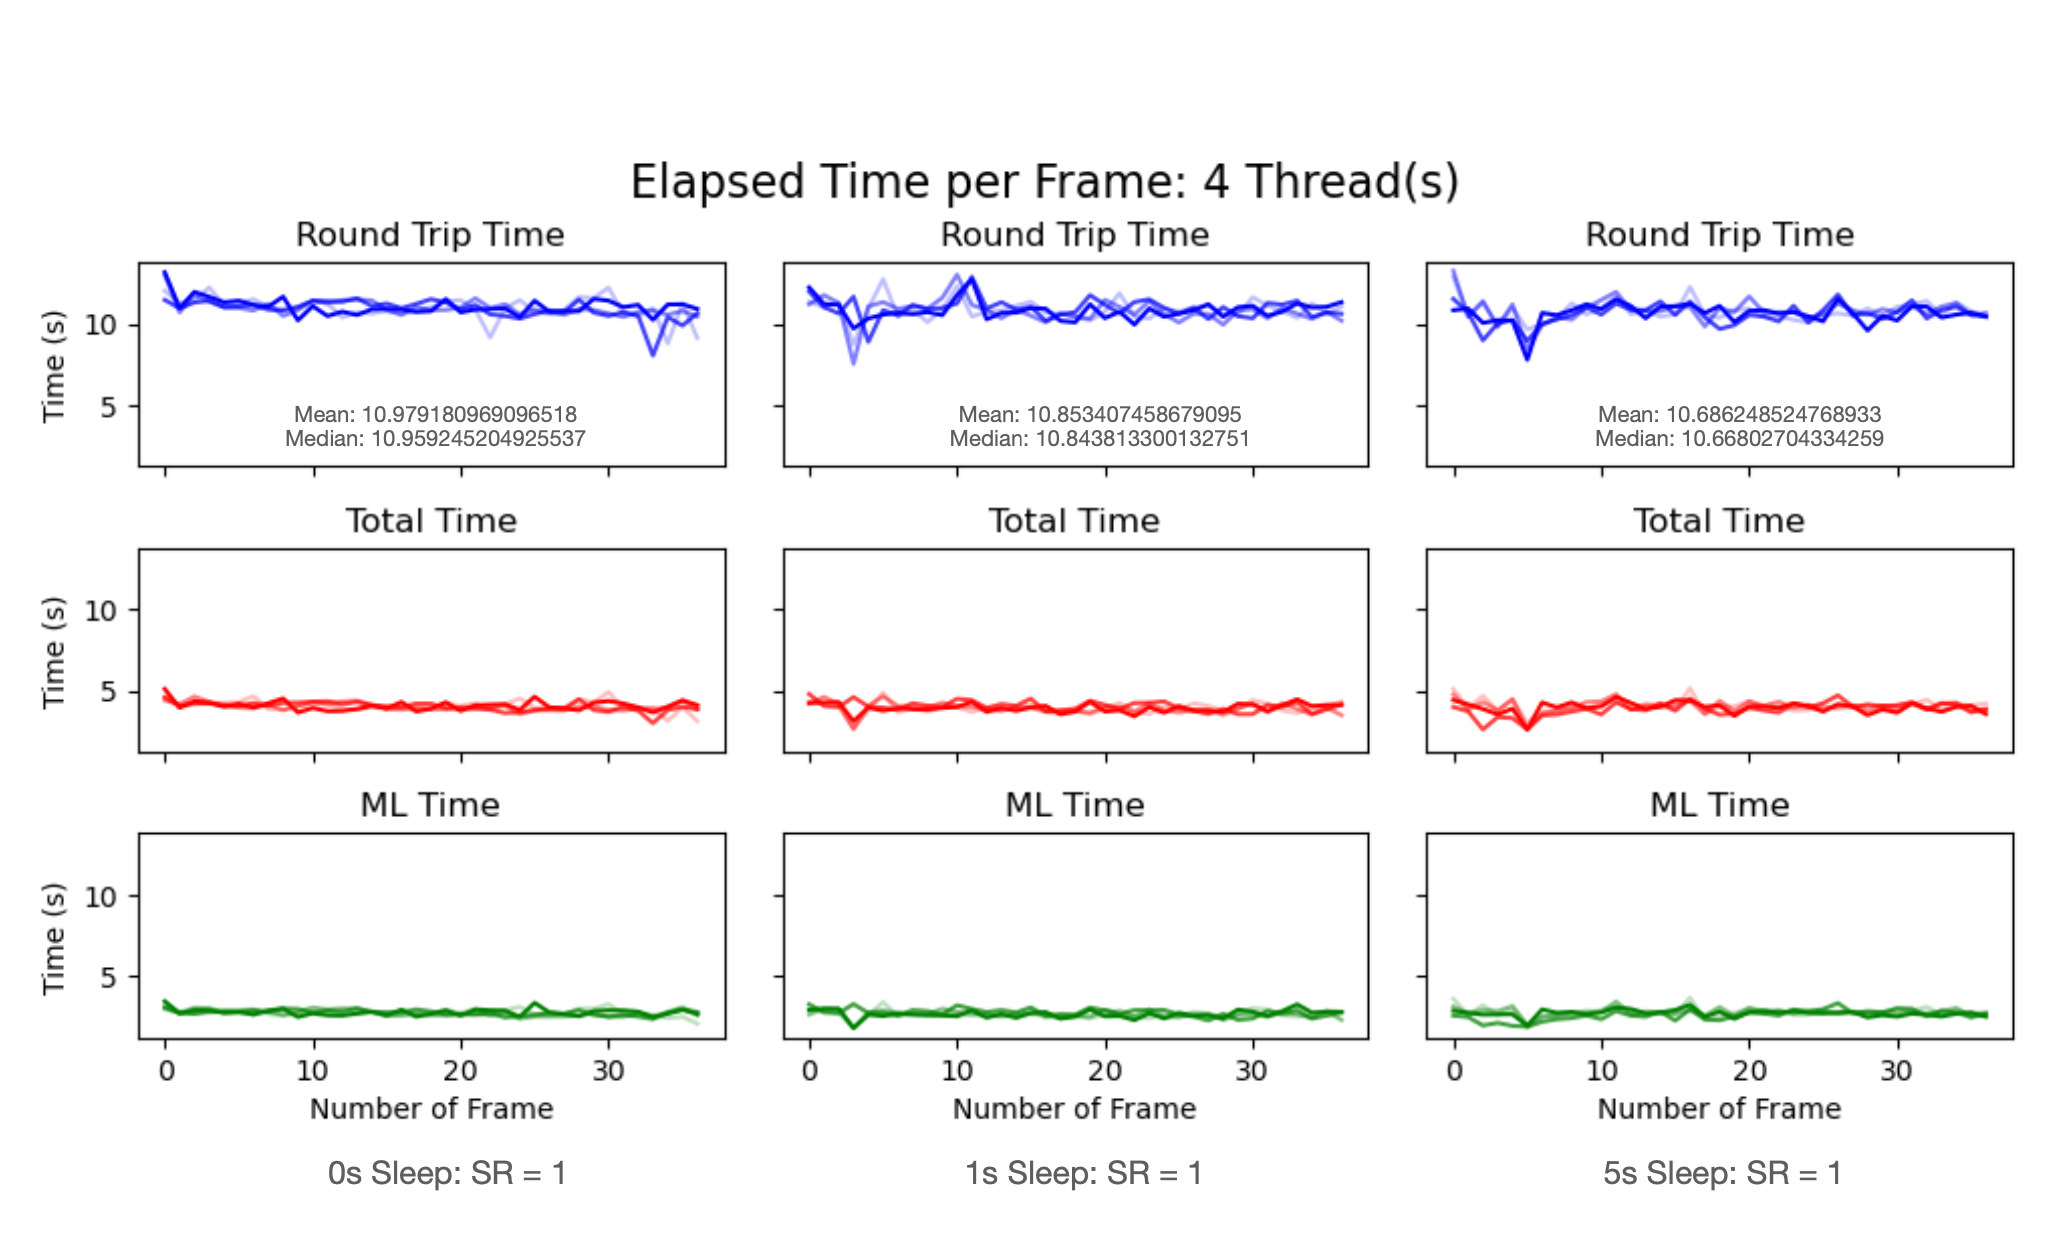 Elapsed Time per Frame: 4 Thread(s)
Round Trip Time
Round Trip Time
Round Trip Time
Time (s)
10
5
Mean: 10.979180969096518
Median: 10.959245204925537
Mean: 10.853407458679095
Median: 10.843813300132751
Mean: 10.686248524768933
Median: 10.66802704334259
Total Time
Total Time
Total Time
Time (s)
10
5
ML Time
ML Time
ML Time
Time (s)
10
5
0 10 20 30
0 10 20 30
0 10 20 30
Number of Frame
Number of Frame
Number of Frame
0s Sleep: SR = 1
1s Sleep: SR = 1
5s Sleep: SR = 1